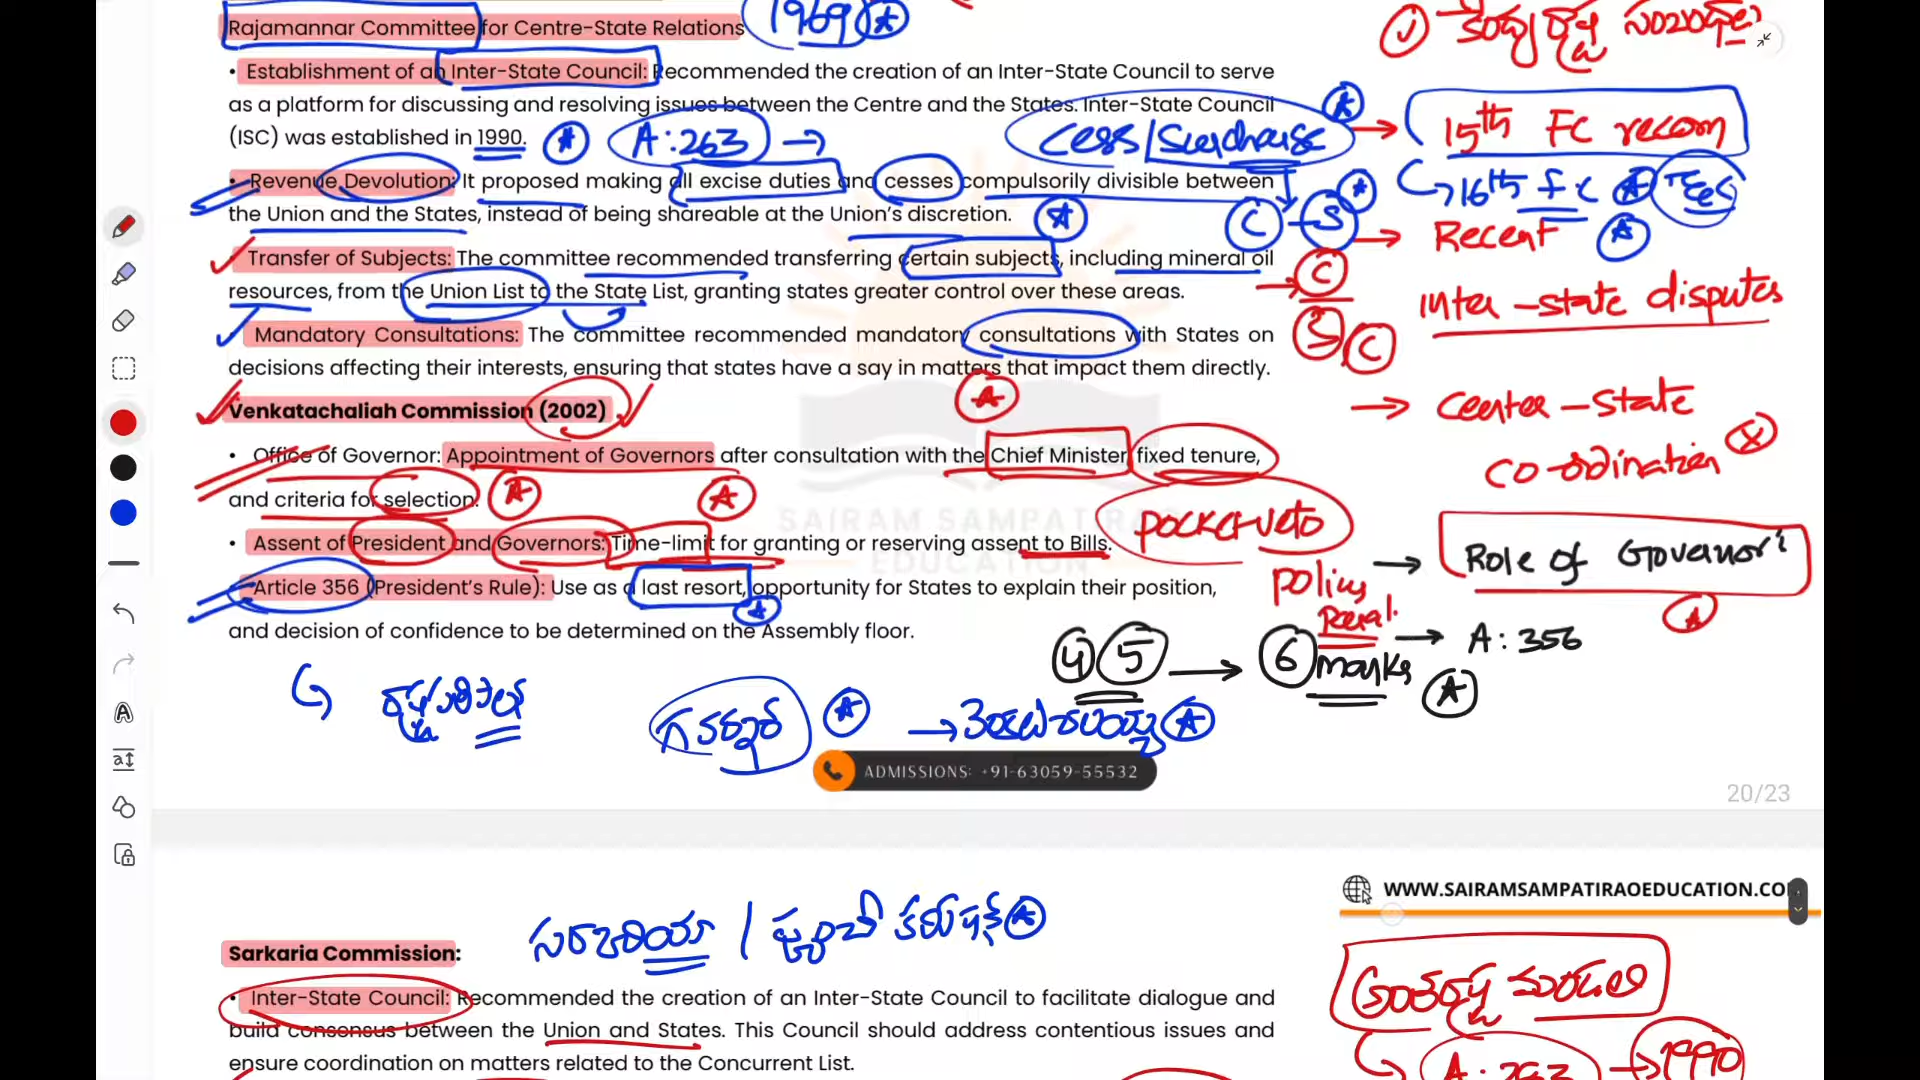 Rajamannar Committee for Centre-State Relations 1969 A
• Establishment of an Inter-State Council: Recommended the creation of an Inter-State Council to serve
as a platform for discussing and resolving issues between the Centre and the States. Inter-State Council
(ISC) was established in 1990. A A:263 → cess/surcharge A
→ 15th FC recom
• Revenue Devolution: It proposed making all excise duties and cesses compulsorily divisible between
the Union and the States, instead of being shareable at the Union's discretion. A C S A
16th FC A
→ Recent A
Transfer of Subjects: The committee recommended transferring certain subjects, including mineral oil
resources, from the Union List to the State List, granting states greater control over these areas.
→ C
S C
Inter-state disputes
Mandatory Consultations: The committee recommended mandatory consultations with States on
decisions affecting their interests, ensuring that states have a say in matters that impact them directly.
→ center-state
co-ordination
Venkatachaliah Commission (2002) A
• Office of Governor: Appointment of Governors after consultation with the Chief Minister, fixed tenure,
and criteria for selection. A A
pocket veto
• Assent of President and Governors: Time-limit for granting or reserving assent to Bills.
→ Role of Governor
A
Article 356 (President's Rule): Use as a last resort, opportunity for States to explain their position,
and decision of confidence to be determined on the Assembly floor. A
→ A:356
4 5 → 6 marks A
గవర్నర్ A → వెంకటాచలయ్య A
ADMISSIONS: +91-63059-55532
20/23
SAIRAM SAMPATIRAO
EDUCATION
WWW.SAIRAMSAMPATIRAOEDUCATION.CO
Sarkaria Commission:
సర్కారియా / పూంచీ కమీషన్ A
• Inter-State Council: Recommended the creation of an Inter-State Council to facilitate dialogue and
build consensus between the Union and States. This Council should address contentious issues and
ensure coordination on matters related to the Concurrent List.
A:263 → 1990